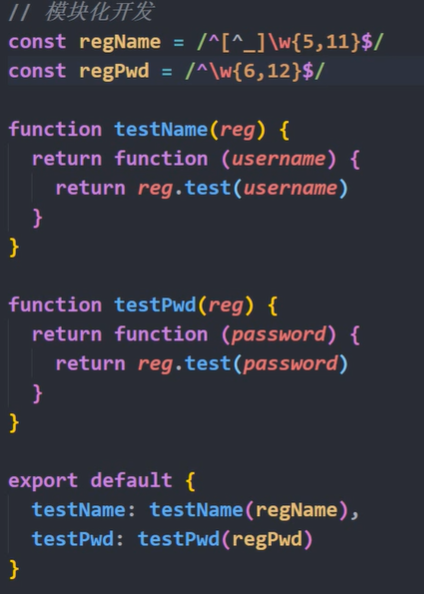 // 模块化开发
const regName = /^[^_]\w{5,11}$/
const regPwd = /^\w{6,12}$/
function testName(reg) {
return function (username) {
return reg.test(username)
}
}
function testPwd(reg) {
return function (password) {
return reg.test(password)
}
}
export default {
testName: testName(regName),
testPwd: testPwd(regPwd)
}